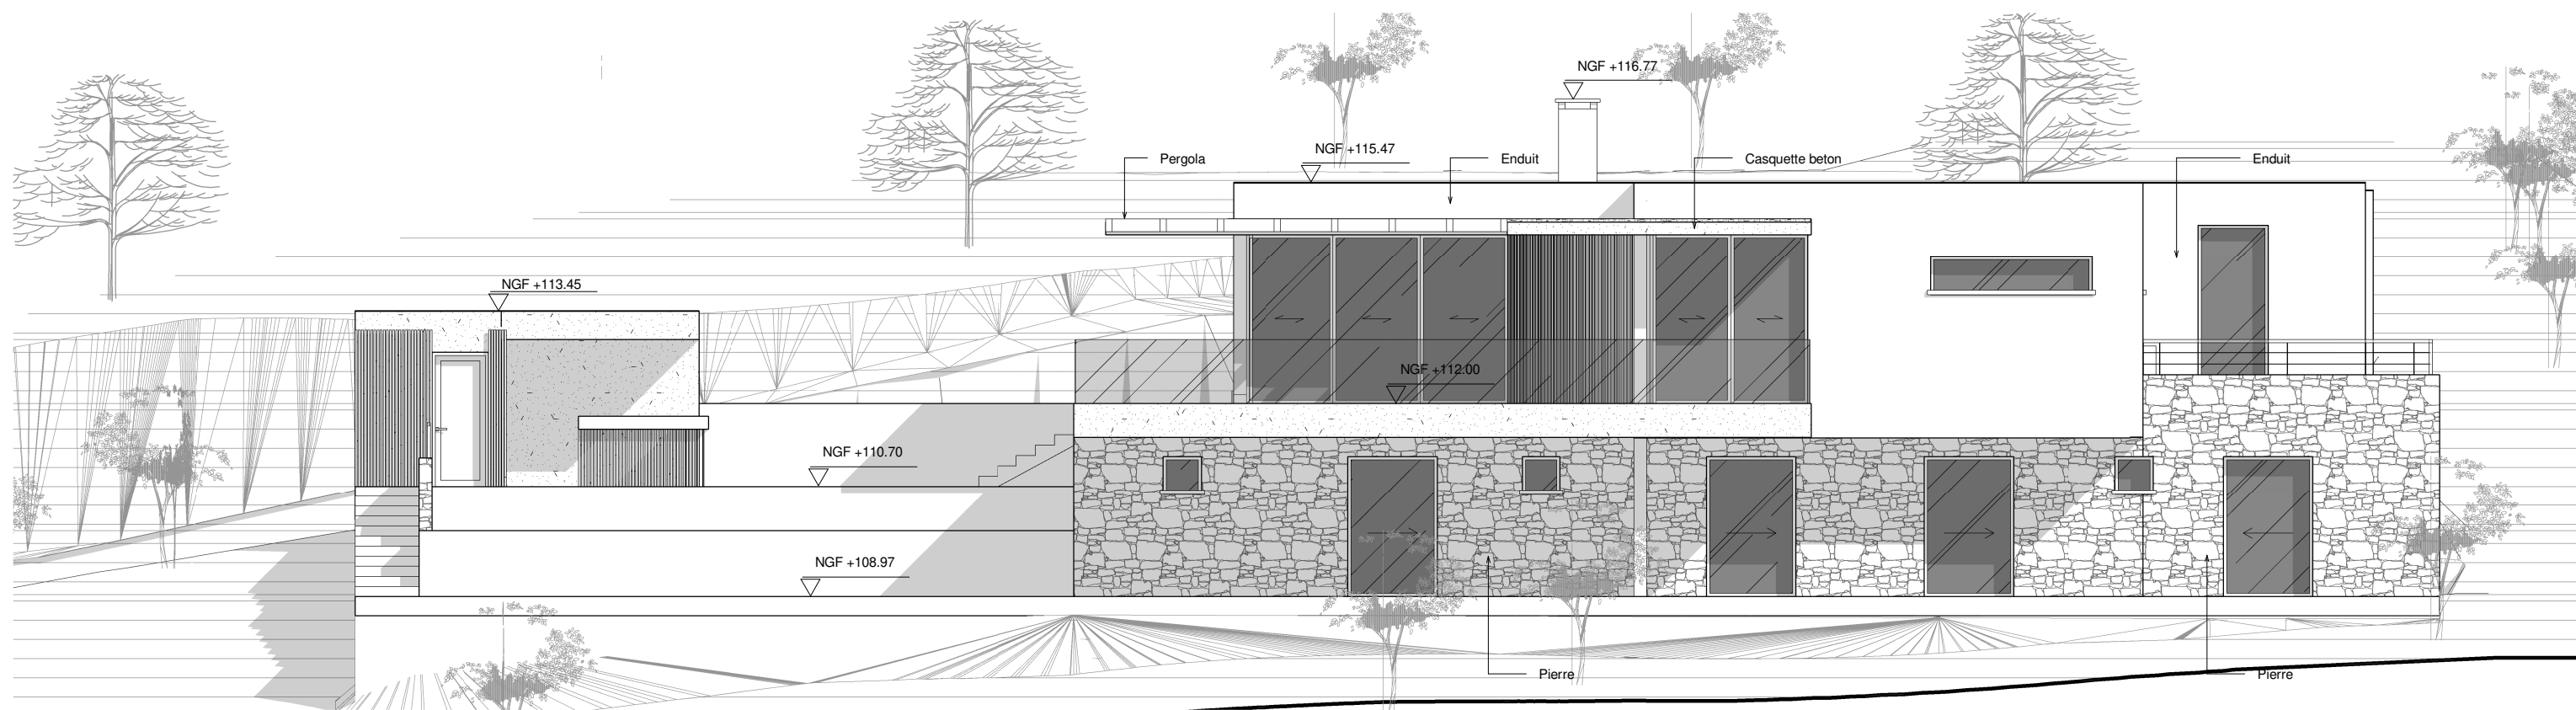 NGF +116.77
NGF +115.47
Pergola
Enduit
Casquette beton
Enduit
NGF +113.45
NGF +112.00
NGF +110.70
NGF +108.97
Pierre
Pierre